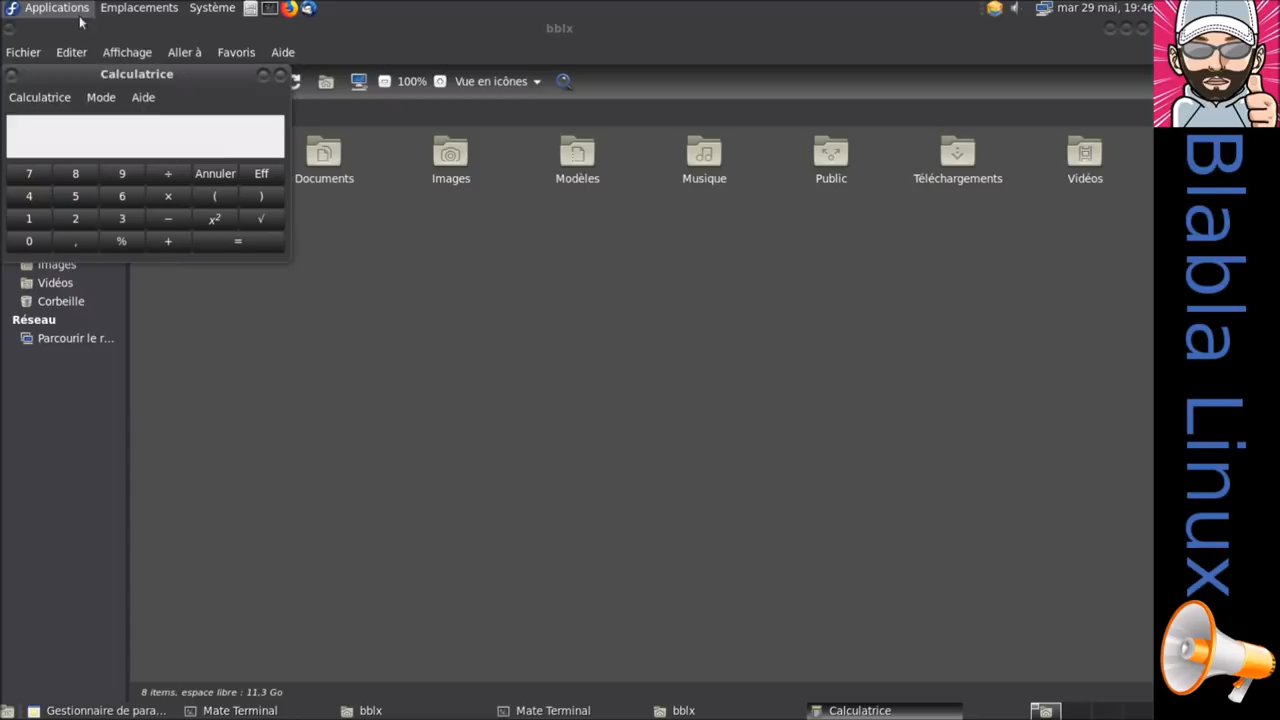 Applications Emplacements Système mar 29 mai, 19:46
bblx
Fichier Editer Affichage Aller à Favoris Aide
Calculatrice
100% Vue en icônes
Calculatrice Mode Aide
7 8 9 ÷ Annuler Eff
4 5 6 × ( )
1 2 3 − x² √
0 , % + =
Documents Images Modèles Musique Public Téléchargements Vidéos
Images
Vidéos
Corbeille
Réseau
Parcourir le r...
8 items, espace libre : 11,3 Go
Gestionnaire de para... Mate Terminal bblx Mate Terminal bblx Calculatrice
Blabla Linux